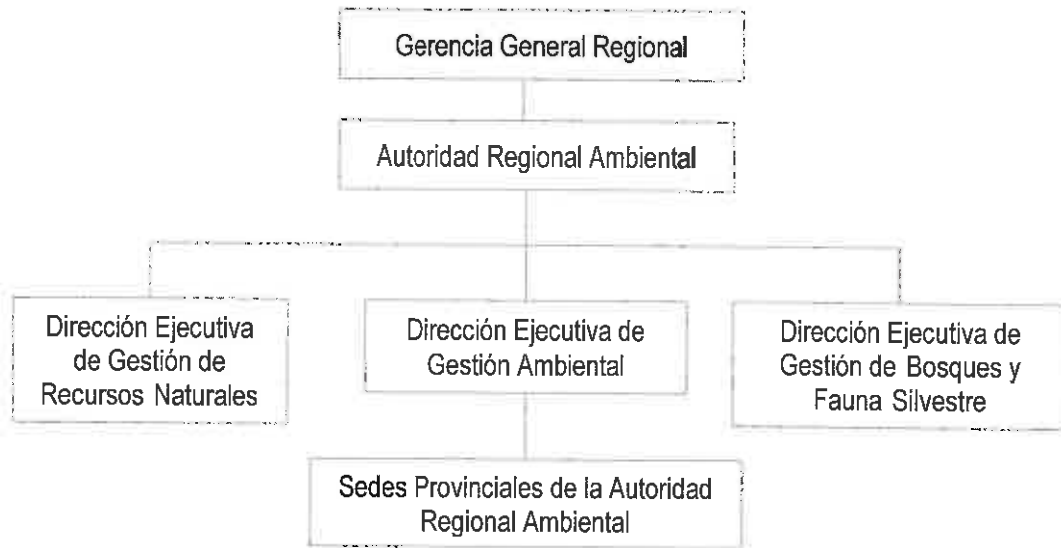 Gerencia General Regional
Autoridad Regional Ambiental
Dirección Ejecutiva
de Gestión de
Recursos Naturales
Dirección Ejecutiva de
Gestión Ambiental
Dirección Ejecutiva de
Gestión de Bosques y
Fauna Silvestre
Sedes Provinciales de la Autoridad
Regional Ambiental